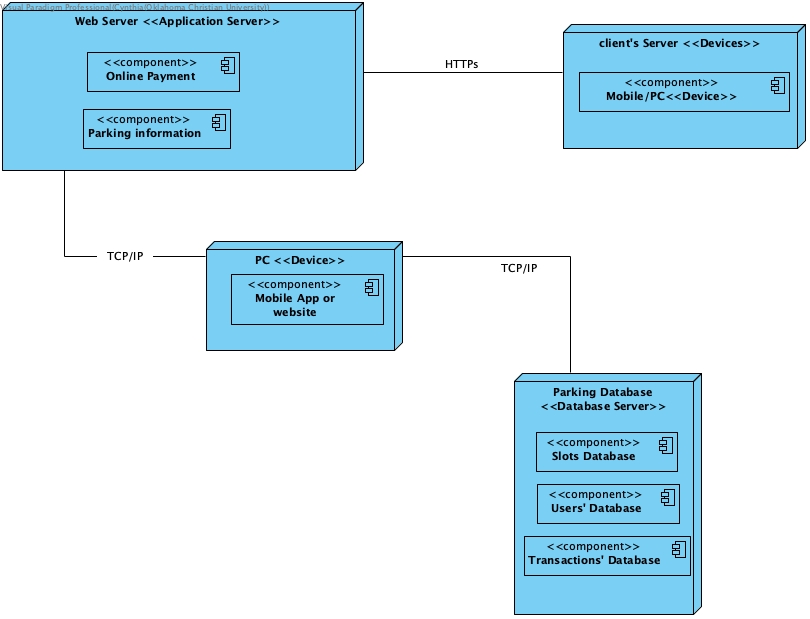 Visual Paradigm Professional(Cynthia(Oklahoma Christian University))
Web Server <<Application Server>>
<<component>>
Online Payment
<<component>>
Parking information
HTTPs
client's Server <<Devices>>
<<component>>
Mobile/PC<<Device>>
TCP/IP
PC <<Device>>
<<component>>
Mobile App or
website
TCP/IP
Parking Database
<<Database Server>>
<<component>>
Slots Database
<<component>>
Users' Database
<<component>>
Transactions' Database